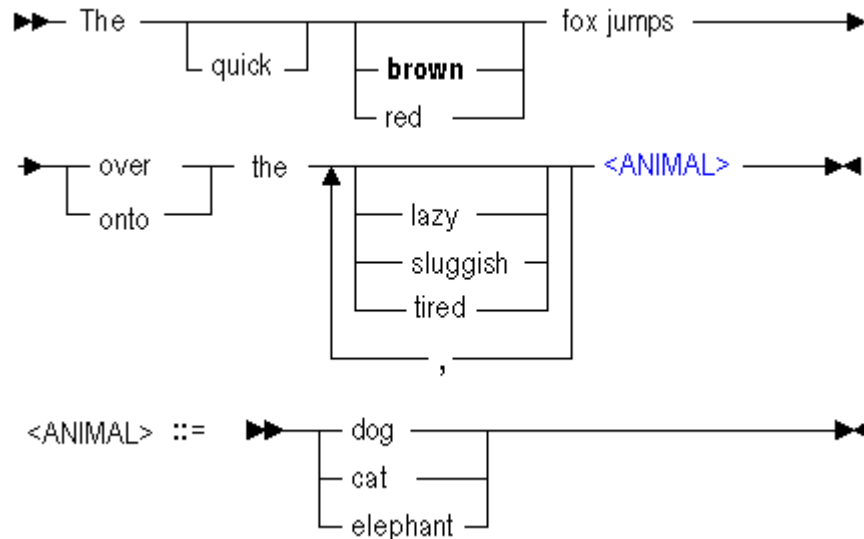 The fox jumps
quick
brown
red
over the <ANIMAL>
onto
lazy
sluggish
tired
,
<ANIMAL> ::= dog
cat
elephant